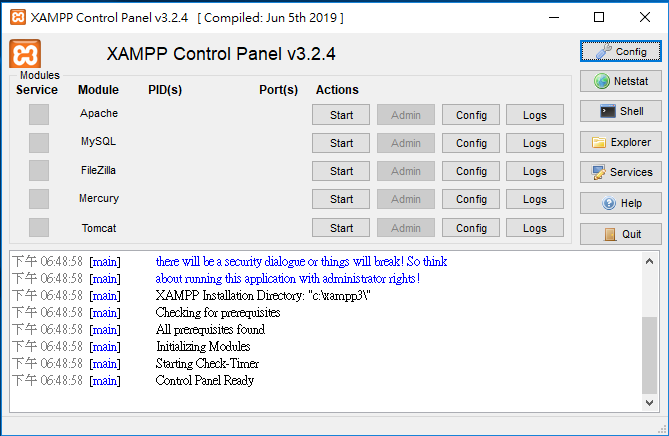 XAMPP Control Panel v3.2.4 [ Compiled: Jun 5th 2019 ]
XAMPP Control Panel v3.2.4
Config
Modules
Service Module PID(s) Port(s) Actions
Netstat
Apache Start Admin Config Logs
Shell
MySQL Start Admin Config Logs
Explorer
FileZilla Start Admin Config Logs
Services
Mercury Start Admin Config Logs
Help
Tomcat Start Admin Config Logs
Quit
下午 06:48:58 [main] there will be a security dialogue or things will break! So think
下午 06:48:58 [main] about running this application with administrator rights!
下午 06:48:58 [main] XAMPP Installation Directory: "c:\xampp3\"
下午 06:48:58 [main] Checking for prerequisites
下午 06:48:58 [main] All prerequisites found
下午 06:48:58 [main] Initializing Modules
下午 06:48:58 [main] Starting Check-Timer
下午 06:48:58 [main] Control Panel Ready